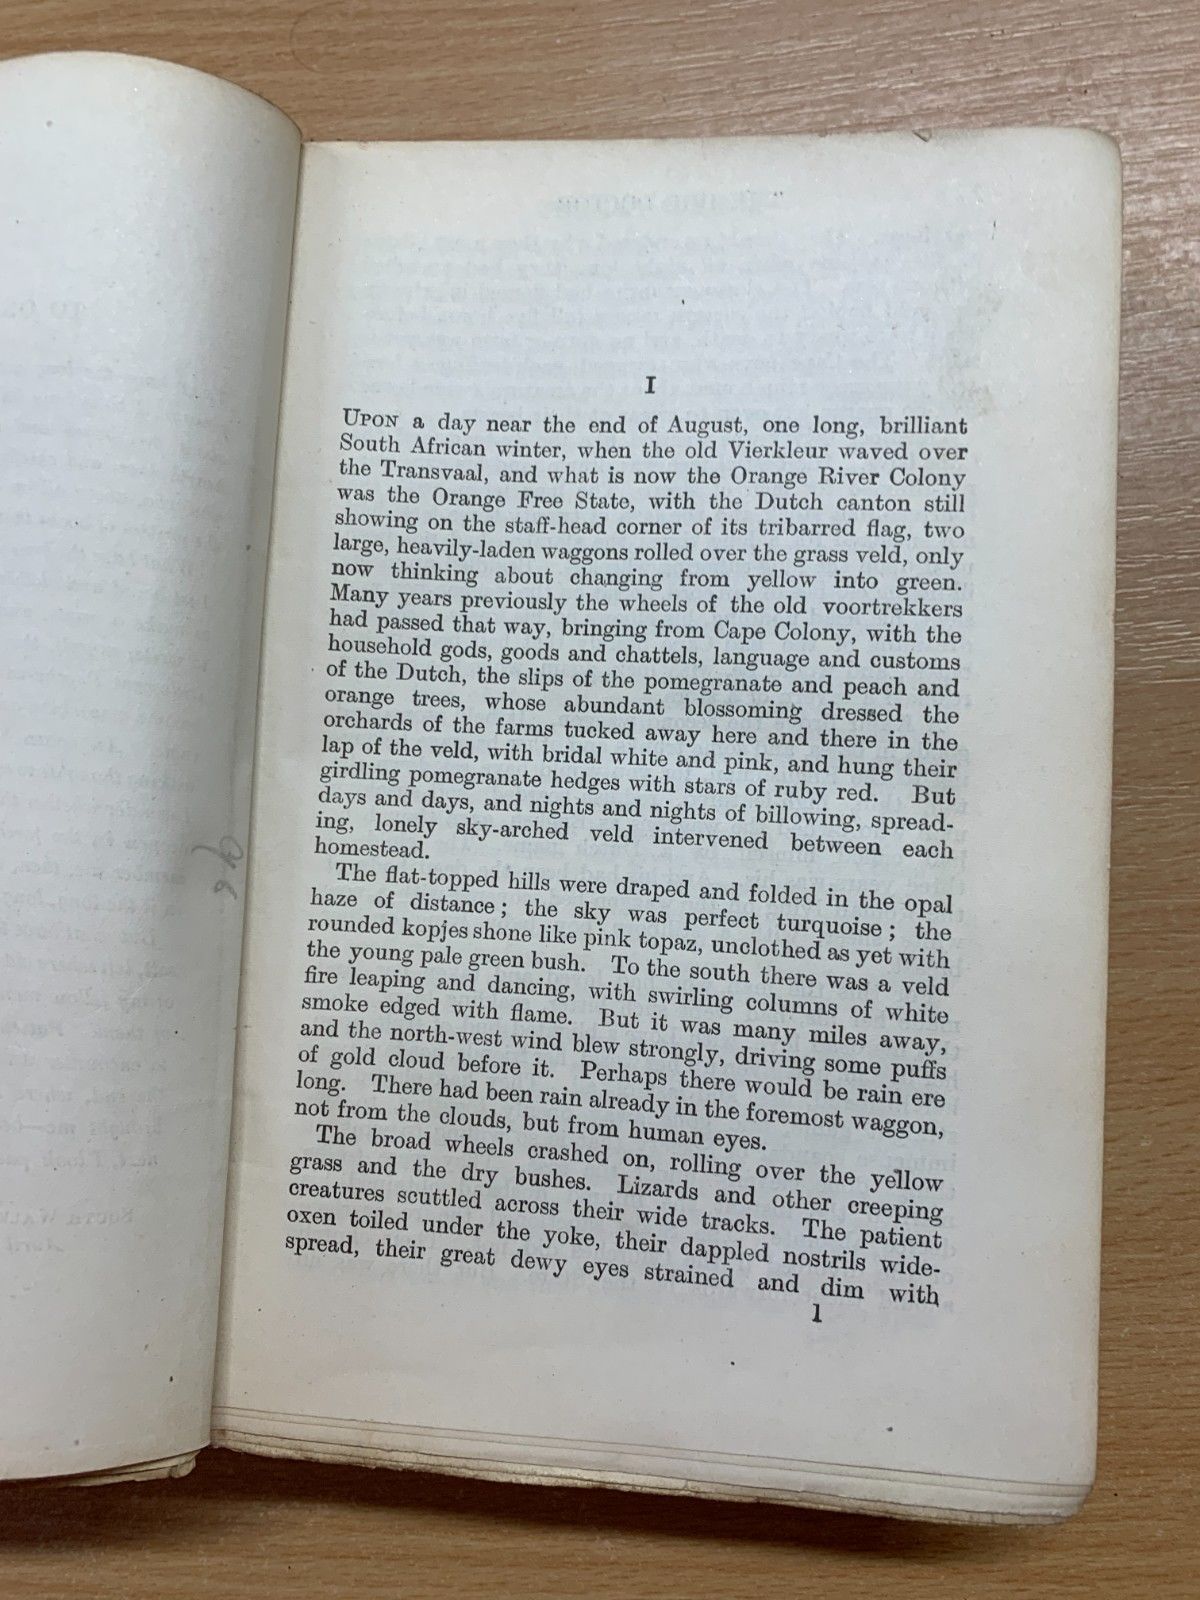 I
UPON a day near the end of August, one long, brilliant
South African winter, when the old Vierkleur waved over
the Transvaal, and what is now the Orange River Colony
was the Orange Free State, with the Dutch canton still
showing on the staff-head corner of its tribarred flag, two
large, heavily-laden waggons rolled over the grass veld, only
now thinking about changing from yellow into green.
Many years previously the wheels of the old voortrekkers
had passed that way, bringing from Cape Colony, with the
household gods, goods and chattels, language and customs
of the Dutch, the slips of the pomegranate and peach and
orange trees, whose abundant blossoming dressed the
orchards of the farms tucked away here and there in the
lap of the veld, with bridal white and pink, and hung their
girdling pomegranate hedges with stars of ruby red. But
days and days, and nights and nights of billowing, spread-
ing, lonely sky-arched veld intervened between each
homestead.
The flat-topped hills were draped and folded in the opal
haze of distance; the sky was perfect turquoise; the
rounded kopjes shone like pink topaz, unclothed as yet with
the young pale green bush. To the south there was a veld
fire leaping and dancing, with swirling columns of white
smoke edged with flame. But it was many miles away,
and the north-west wind blew strongly, driving some puffs
of gold cloud before it. Perhaps there would be rain ere
long. There had been rain already in the foremost waggon,
not from the clouds, but from human eyes.
The broad wheels crashed on, rolling over the yellow
grass and the dry bushes. Lizards and other creeping
creatures scuttled across their wide tracks. The patient
oxen toiled under the yoke, their dappled nostrils wide-
spread, their great dewy eyes strained and dim with
1